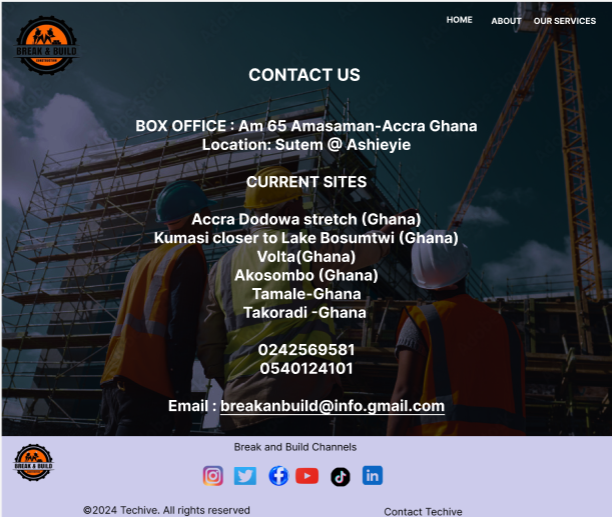 HOME ABOUT OUR SERVICES
BREAK & BUILD
CONSTRUCTION
CONTACT US
BOX OFFICE : Am 65 Amasaman-Accra Ghana
Location: Sutem @ Ashieyie
CURRENT SITES
Accra Dodowa stretch (Ghana)
Kumasi closer to Lake Bosumtwi (Ghana)
Volta(Ghana)
Akosombo (Ghana)
Tamale-Ghana
Takoradi -Ghana
0242569581
0540124101
Email : breakanbuild@info.gmail.com
Break and Build Channels
BREAK & BUILD
©2024 Techive. All rights reserved
Contact Techive